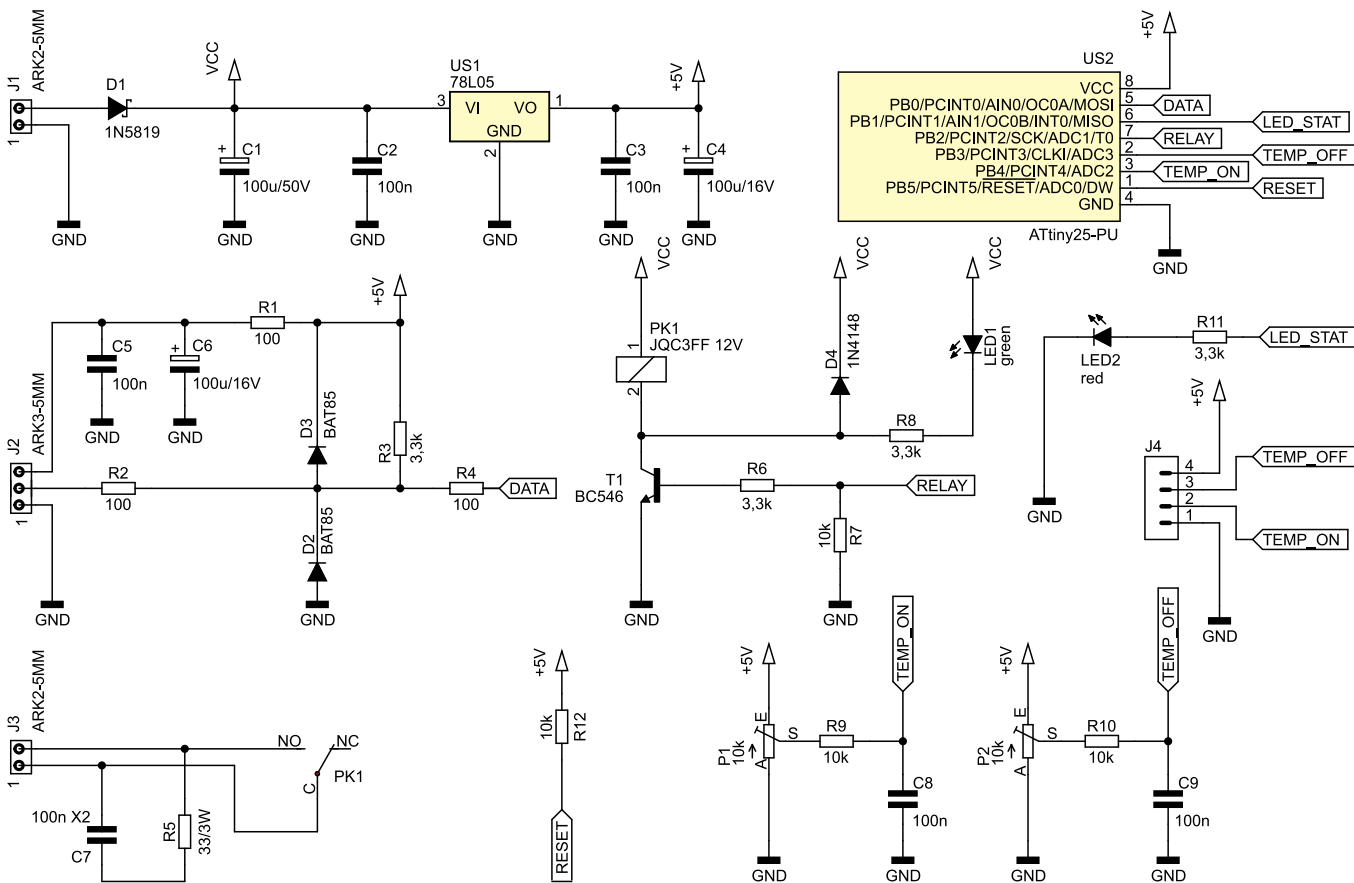 J1
ARK2-5MM
1
D1
1N5819
VCC
+
C1
100u/50V
GND
GND
C2
100n
GND
US1
78L05
3
VI
VO
1
GND
2
GND
C3
100n
GND
+5V
+
C4
100u/16V
GND
US2
+5V
VCC
8
PB0/PCINT0/AIN0/OC0A/MOSI
5
DATA
PB1/PCINT1/AIN1/OC0B/INT0/MISO
6
LED_STAT
PB2/PCINT2/SCK/ADC1/T0
7
RELAY
PB3/PCINT3/CLKI/ADC3
2
TEMP_OFF
PB4/PCINT4/ADC2
3
TEMP_ON
PB5/PCINT5/RESET/ADC0/DW
1
RESET
GND
4
ATtiny25-PU
GND
J2
ARK3-5MM
1
C5
100n
GND
+
C6
100u/16V
GND
R1
100
+5V
D3
BAT85
R3
3,3k
R2
100
R4
100
DATA
D2
BAT85
GND
GND
VCC
PK1
JQC3FF 12V
1
2
VCC
D4
1N4148
VCC
LED1
green
R8
3,3k
T1
BC546
R6
3,3k
RELAY
10k
R7
GND
GND
LED2
red
R11
3,3k
LED_STAT
GND
+5V
J4
4
3
2
1
TEMP_OFF
TEMP_ON
GND
J3
ARK2-5MM
1
NO
NC
C
PK1
100n X2
C7
R5
33/3W
+5V
10k
R12
RESET
+5V
P1
10k
E
A
S
R9
10k
TEMP_ON
C8
100n
GND
GND
+5V
P2
10k
E
A
S
R10
10k
TEMP_OFF
C9
100n
GND
GND